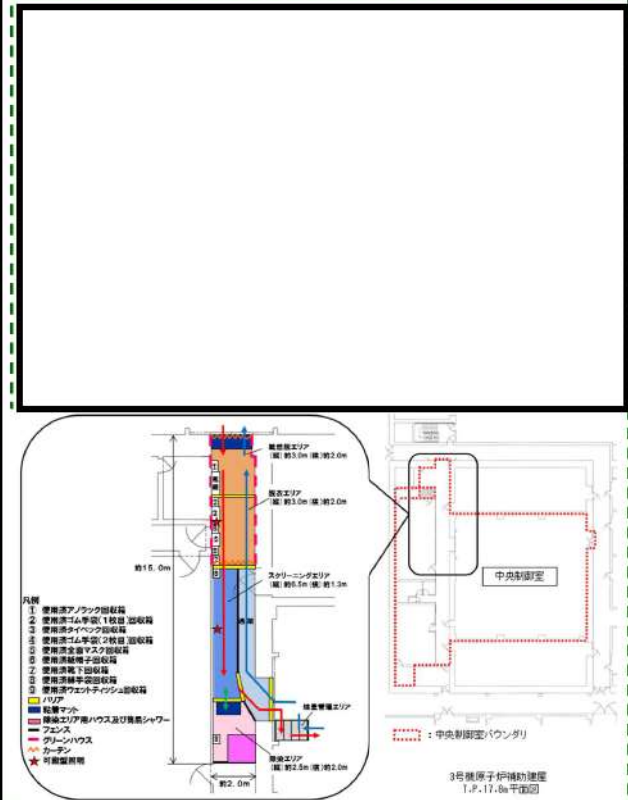 靴着脱エリア
(縦)約3.0m(横)約2.0m
脱衣エリア
(縦)約3.0m(横)約2.0m
約15.0m
スクリーニングエリア
(縦)約6.5m(横)約1.3m
通路
中央制御室
凡例
① 使用済アノラック回収箱
② 使用済ゴム手袋(1枚目)回収箱
③ 使用済タイベック回収箱
④ 使用済ゴム手袋(2枚目)回収箱
⑤ 使用済全面マスク回収箱
⑥ 使用済紙帽子回収箱
⑦ 使用済靴下回収箱
⑧ 使用済綿手袋回収箱
⑨ 使用済ウェットティッシュ回収箱
バリア
粘着マット
除染エリア用ハウス及び簡易シャワー
フェンス
グリーンハウス
カーテン
可搬型照明
放射線管理エリア
除染エリア
(縦)約2.5m(横)約2.0m
約2.0m
:中央制御室バウンダリ
3号機原子炉補助建屋
T.P.17.8m平面図